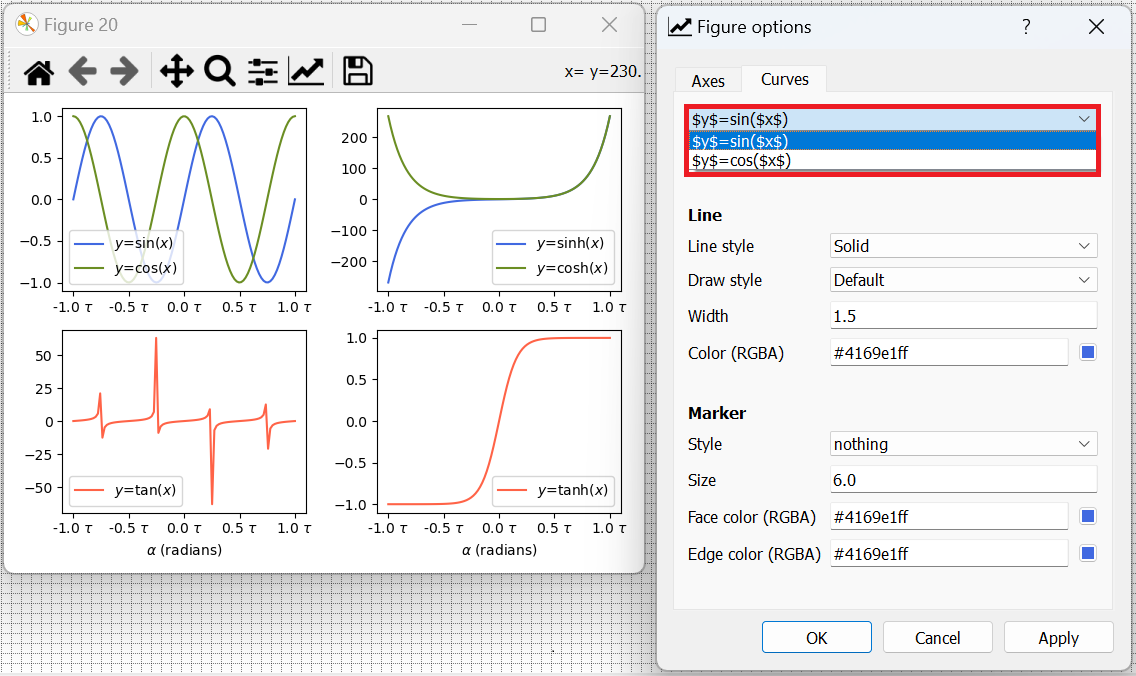 Figure 20
x= y=230.
1.0
0.5
0.0
−0.5
−1.0
y=sin(x)
y=cos(x)
-1.0 τ -0.5 τ 0.0 τ 0.5 τ 1.0 τ
200
100
0
−100
−200
y=sinh(x)
y=cosh(x)
-1.0 τ -0.5 τ 0.0 τ 0.5 τ 1.0 τ
50
25
0
−25
−50
y=tan(x)
-1.0 τ -0.5 τ 0.0 τ 0.5 τ 1.0 τ
α (radians)
1.0
0.5
0.0
−0.5
−1.0
y=tanh(x)
-1.0 τ -0.5 τ 0.0 τ 0.5 τ 1.0 τ
α (radians)
Figure options ?
Axes Curves
$y$=sin($x$)
$y$=sin($x$)
$y$=cos($x$)
Line
Line style Solid
Draw style Default
Width 1.5
Color (RGBA) #4169e1ff
Marker
Style nothing
Size 6.0
Face color (RGBA) #4169e1ff
Edge color (RGBA) #4169e1ff
OK Cancel Apply